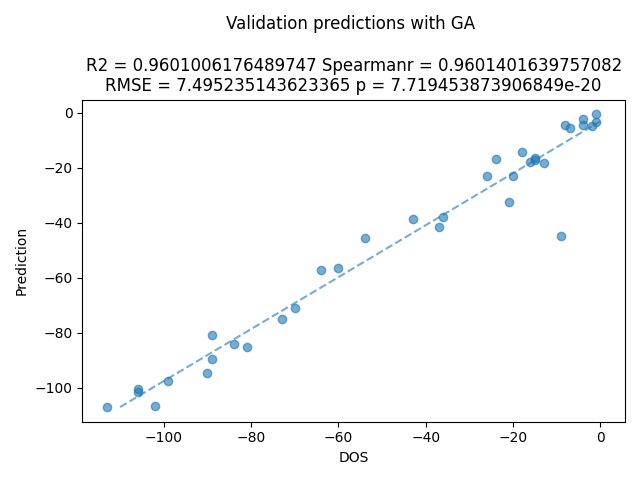 Validation predictions with GA
R2 = 0.9601006176489747 Spearmanr = 0.9601401639757082
RMSE = 7.495235143623365 p = 7.719453873906849e-20
0
−20
−40
−60
−80
−100
Prediction
−100
−80
−60
−40
−20
0
DOS